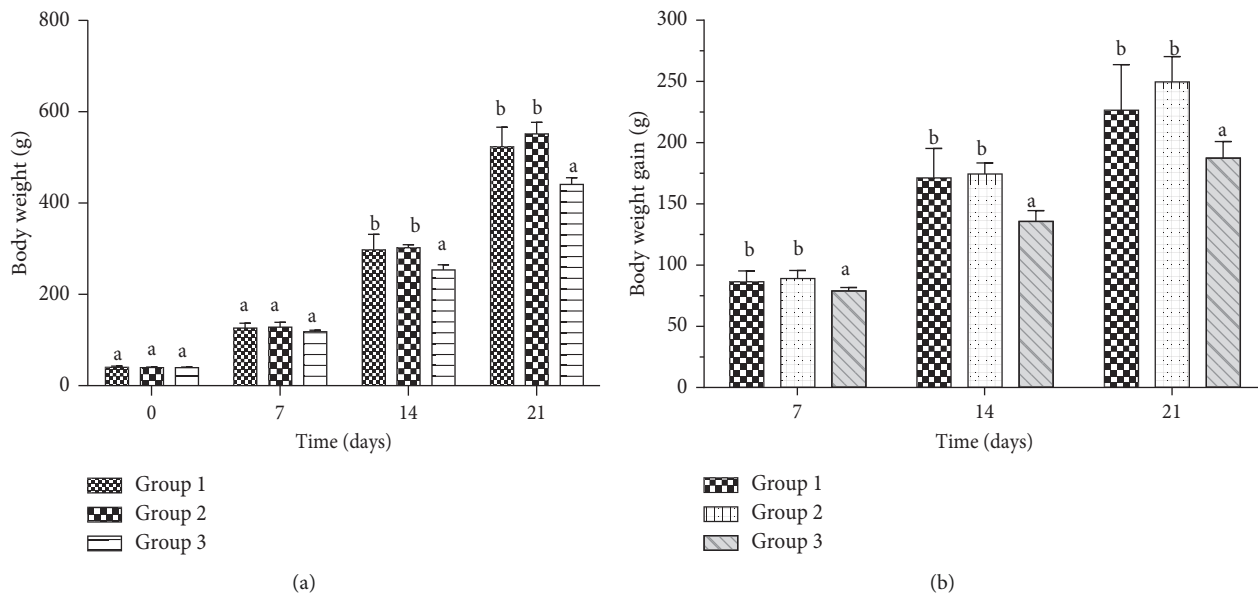 800
600
400
200
0
Body weight (g)
a a a
a a a
b b a
b b a
0 7 14 21
Time (days)
Group 1
Group 2
Group 3
(a)
300
250
200
150
100
50
0
Body weight gain (g)
b b a
b b a
b b a
7 14 21
Time (days)
Group 1
Group 2
Group 3
(b)